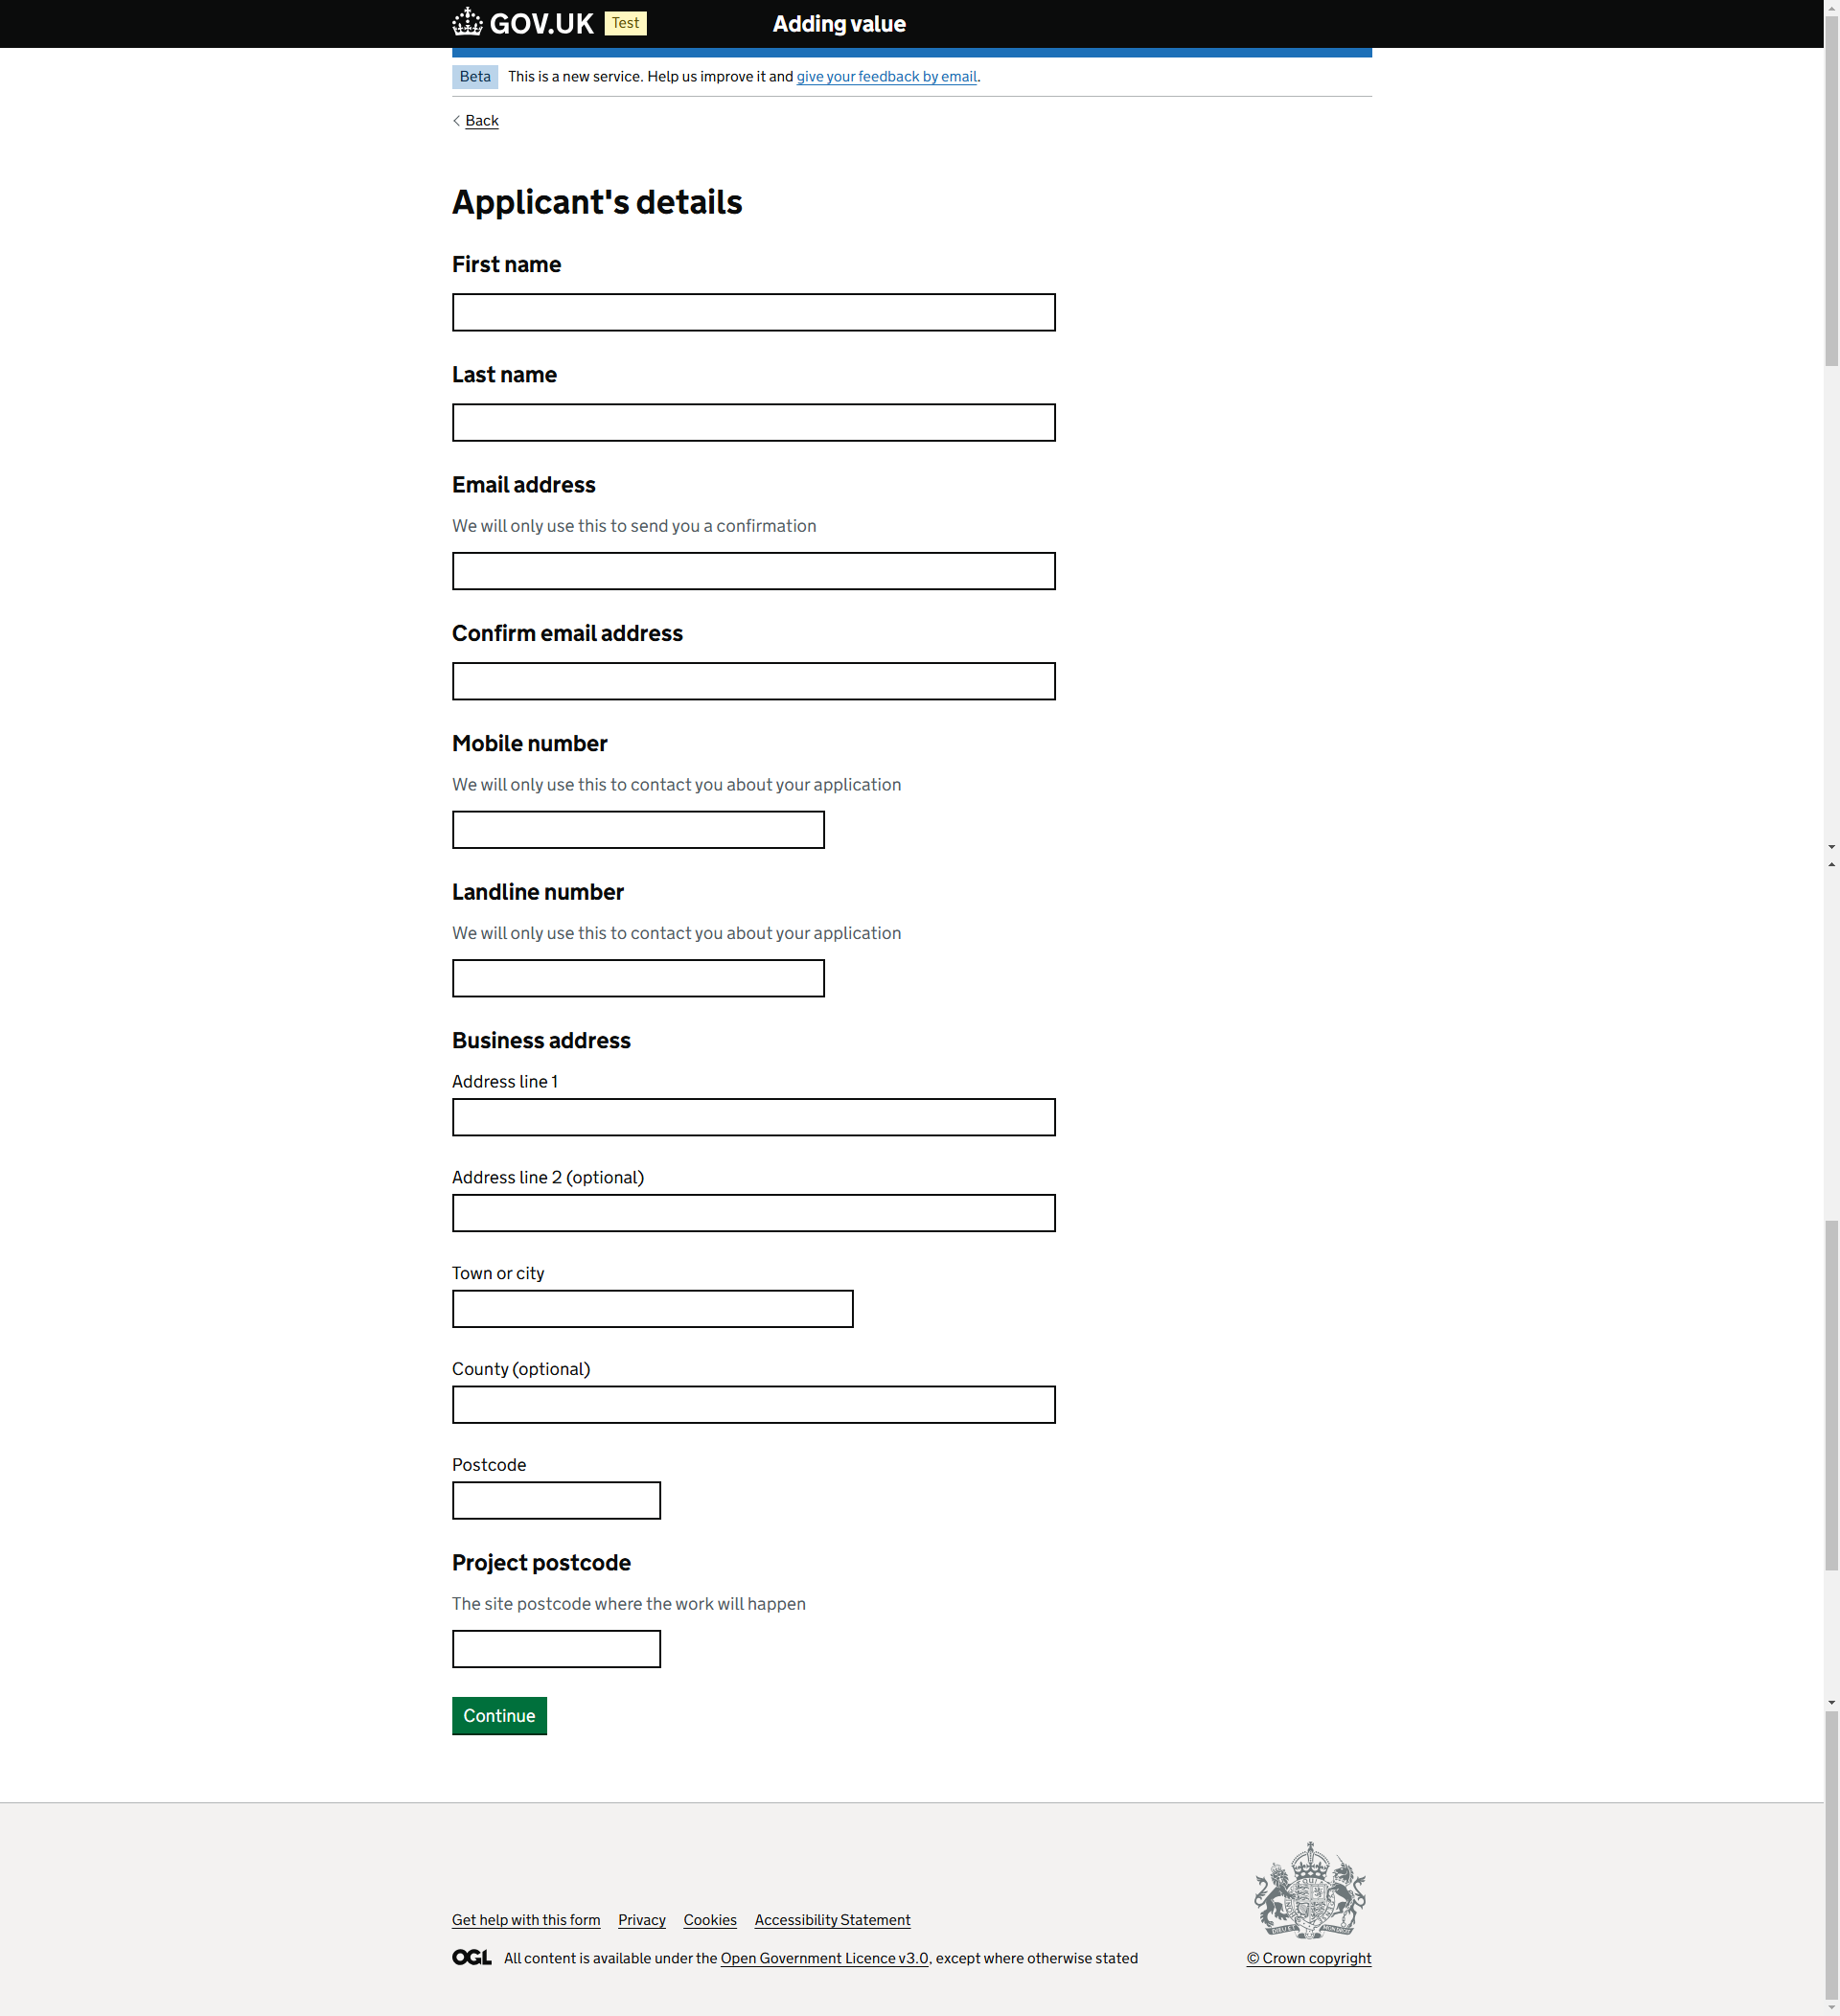 GOV.UK Test Adding value
Beta This is a new service. Help us improve it and give your feedback by email.
Back
Applicant's details
First name
Last name
Email address
We will only use this to send you a confirmation
Confirm email address
Mobile number
We will only use this to contact you about your application
Landline number
We will only use this to contact you about your application
Business address
Address line 1
Address line 2 (optional)
Town or city
County (optional)
Postcode
Project postcode
The site postcode where the work will happen
Continue
Get help with this form Privacy Cookies Accessibility Statement
OGL All content is available under the Open Government Licence v3.0, except where otherwise stated
© Crown copyright